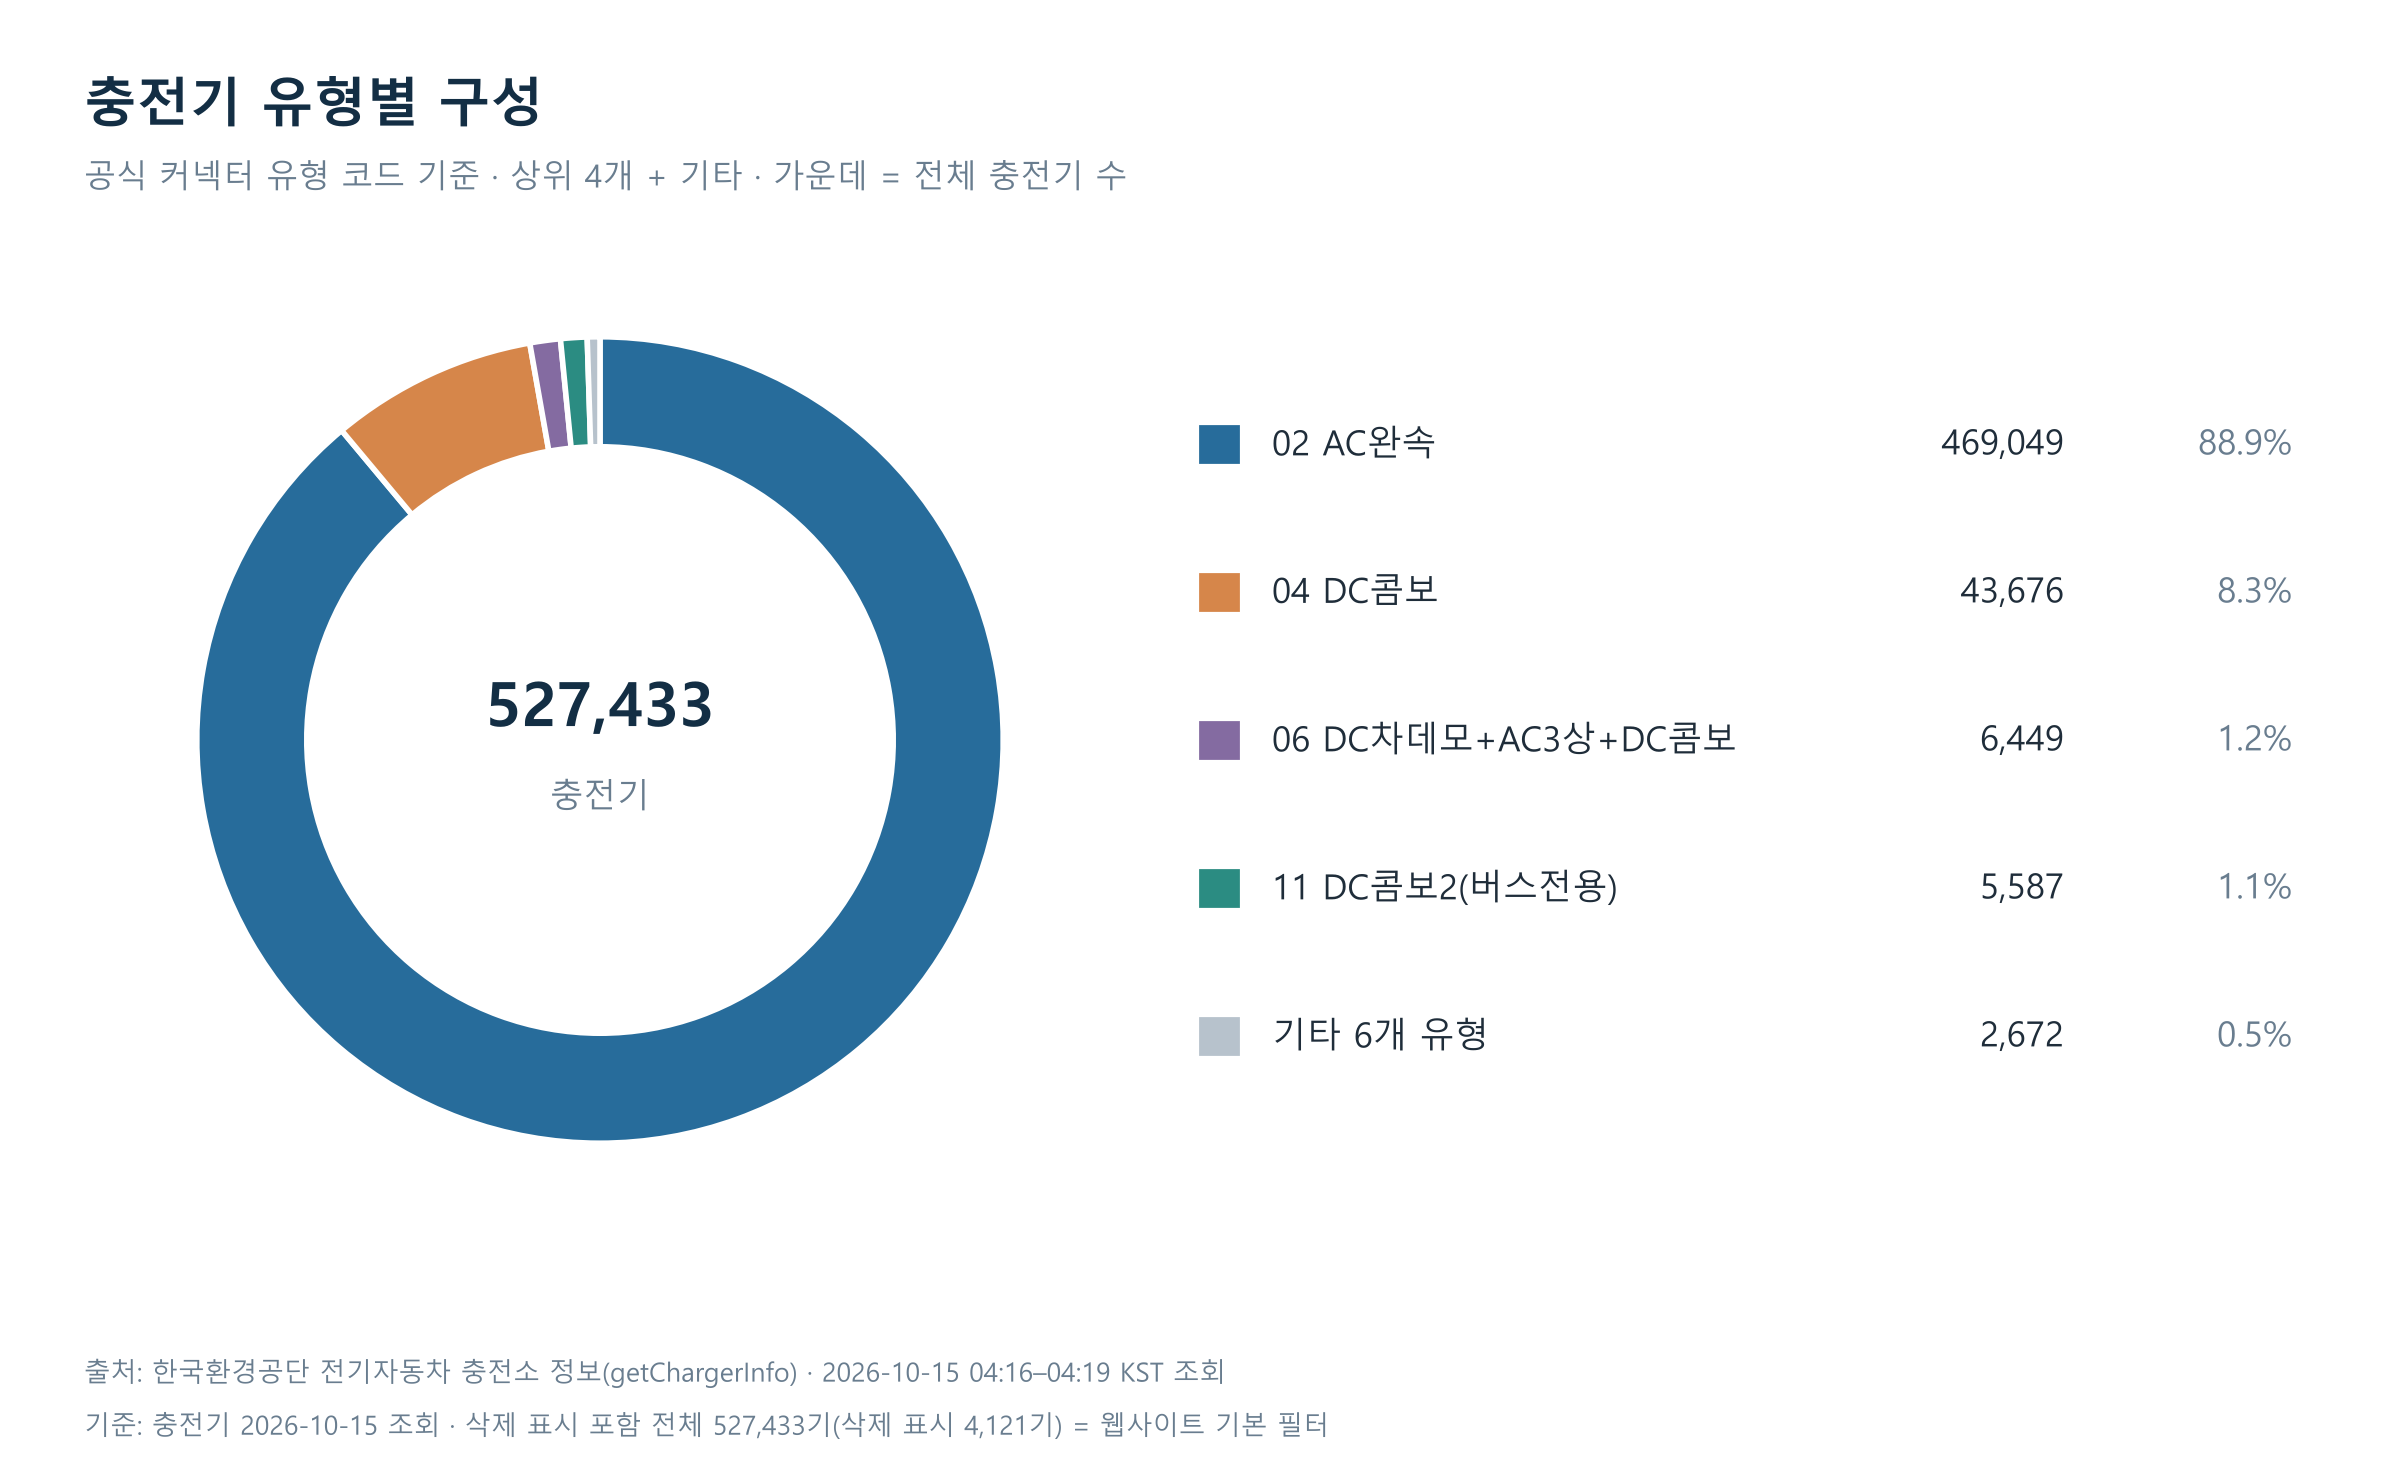 충전기 유형별 구성
공식 커넥터 유형 코드 기준 · 상위 4개 + 기타 · 가운데 = 전체 충전기 수
527,433
충전기
02 AC완속 469,049 88.9%
04 DC콤보 43,676 8.3%
06 DC차데모+AC3상+DC콤보 6,449 1.2%
11 DC콤보2(버스전용) 5,587 1.1%
기타 6개 유형 2,672 0.5%
출처: 한국환경공단 전기자동차 충전소 정보(getChargerInfo) · 2026-10-15 04:16–04:19 KST 조회
기준: 충전기 2026-10-15 조회 · 삭제 표시 포함 전체 527,433기(삭제 표시 4,121기) = 웹사이트 기본 필터